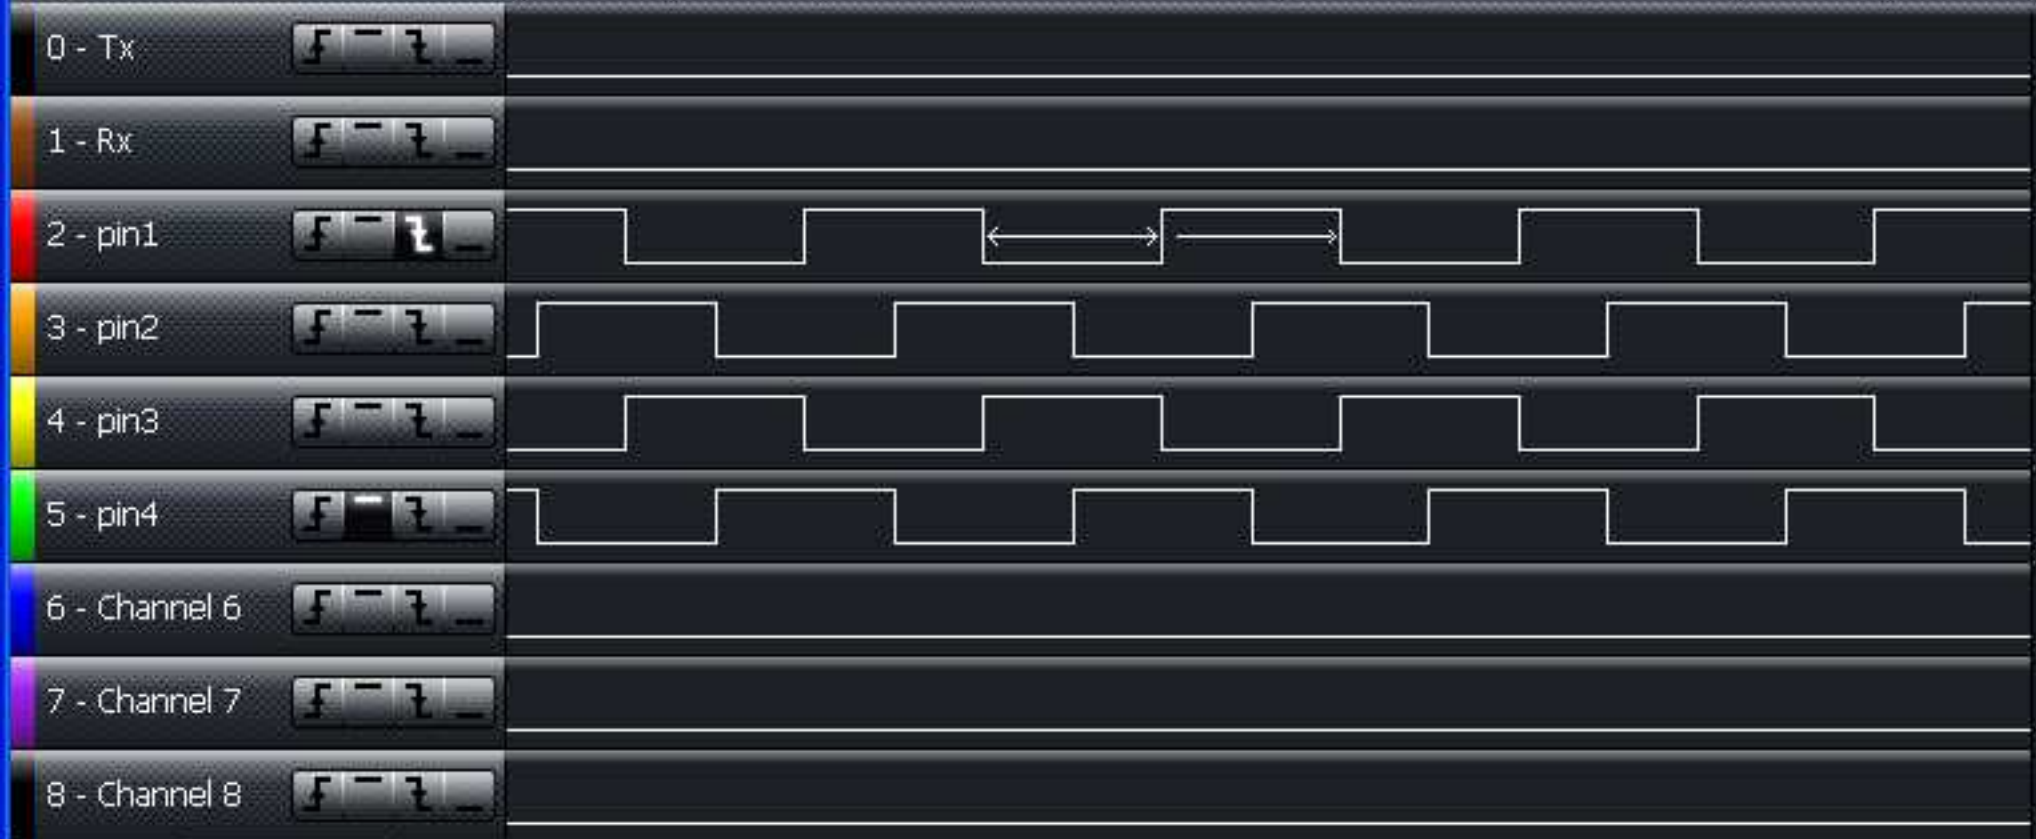 0 - Tx
1 - Rx
2 - pin1
3 - pin2
4 - pin3
5 - pin4
6 - Channel 6
7 - Channel 7
8 - Channel 8